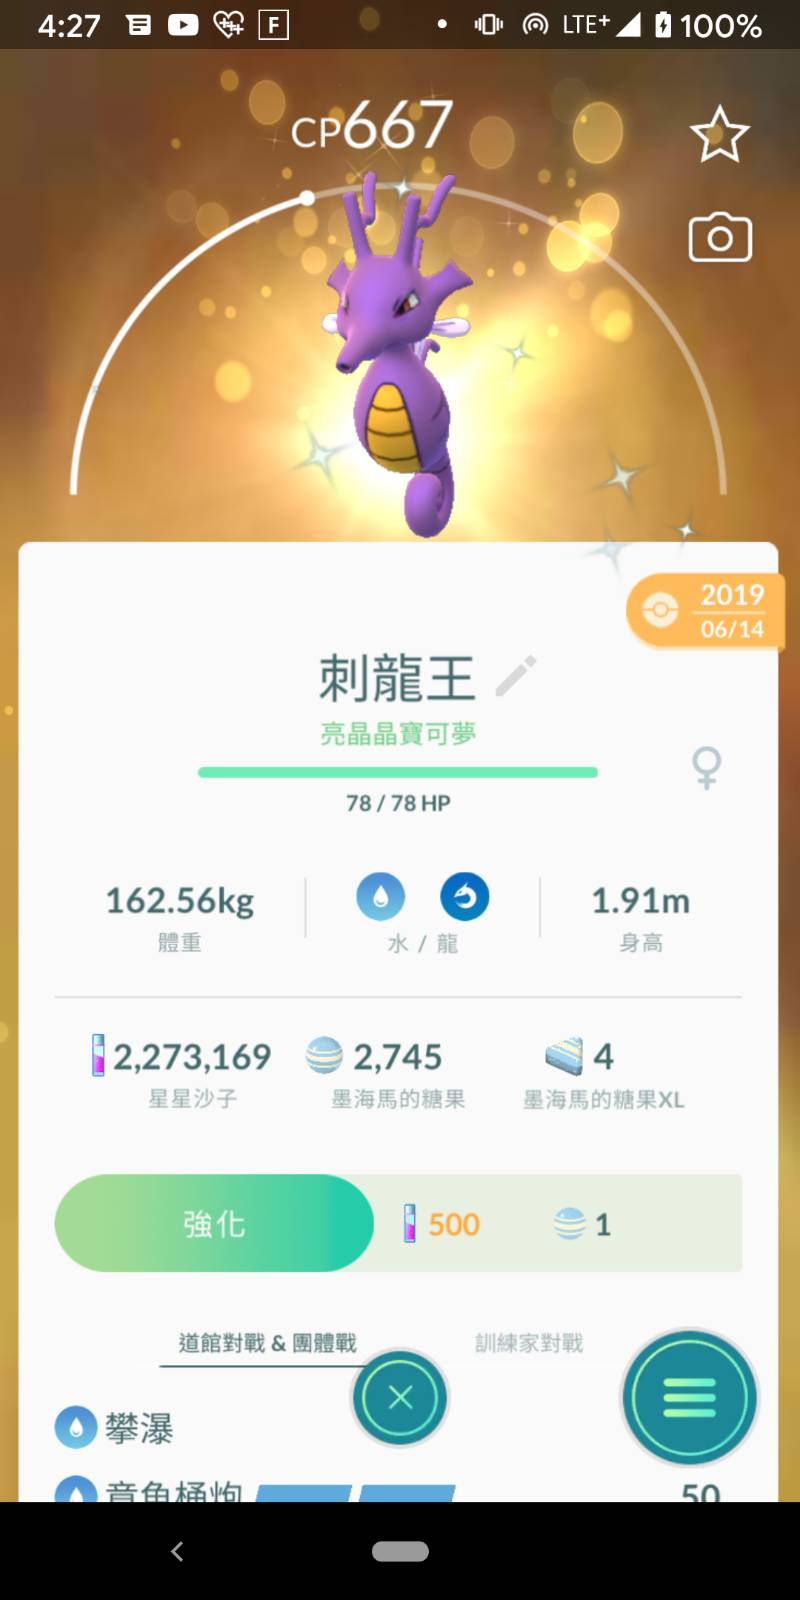 4:27 F LTE+ 100%
CP667
2019
06/14
刺龍王
亮晶晶寶可夢
78 / 78 HP
162.56kg
體重
水 / 龍
1.91m
身高
2,273,169
星星沙子
2,745
墨海馬的糖果
4
墨海馬的糖果XL
強化
500
1
道館對戰 & 團體戰
訓練家對戰
攀瀑
章魚桶炮
50